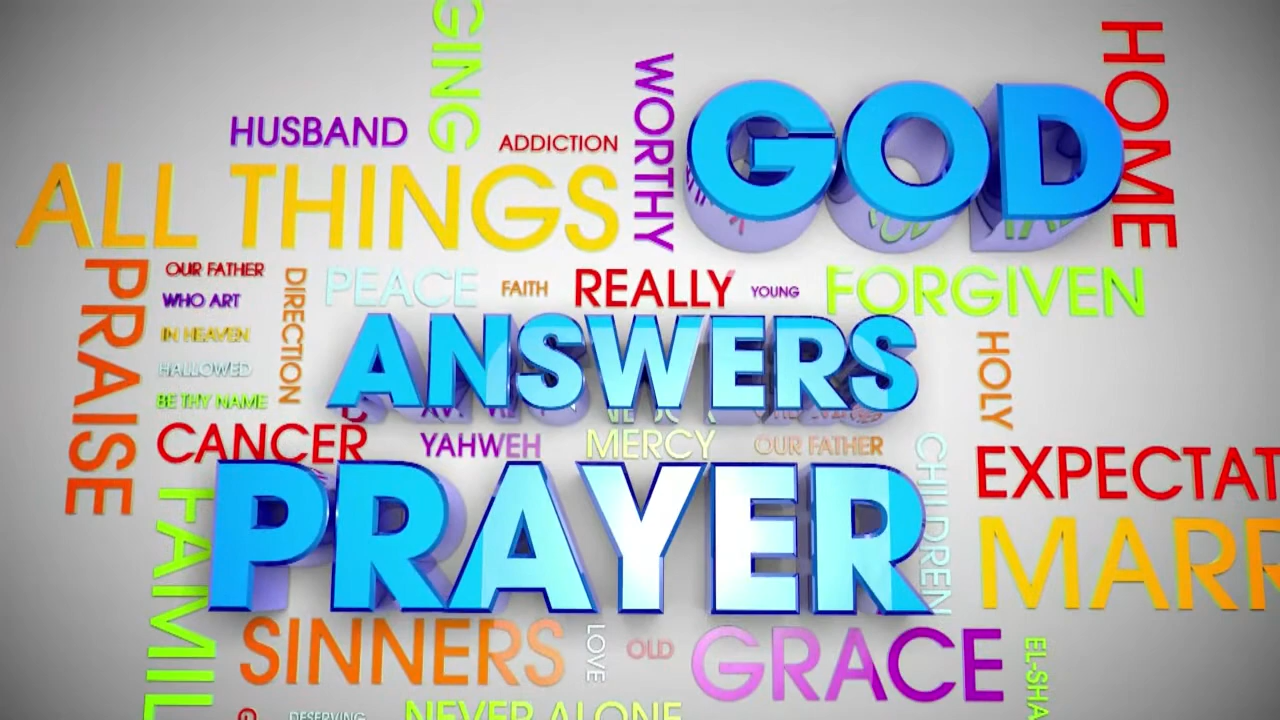 GING
HOME
WORTHY
GOD
HUSBAND
ADDICTION
ALL THINGS
PRAISE
OUR FATHER
WHO ART
IN HEAVEN
HALLOWED
BE THY NAME
DIRECTION
PEACE
FAITH
REALLY
YOUNG
FORGIVEN
ANSWERS
HOLY
CANCER
YAHWEH
MERCY
OUR FATHER
CHILDREN
EXPECTAT
PRAYER
MARR
FAMIL
SINNERS
LOVE
OLD
GRACE
EL-SHA
DESERVING
NEVER ALONE